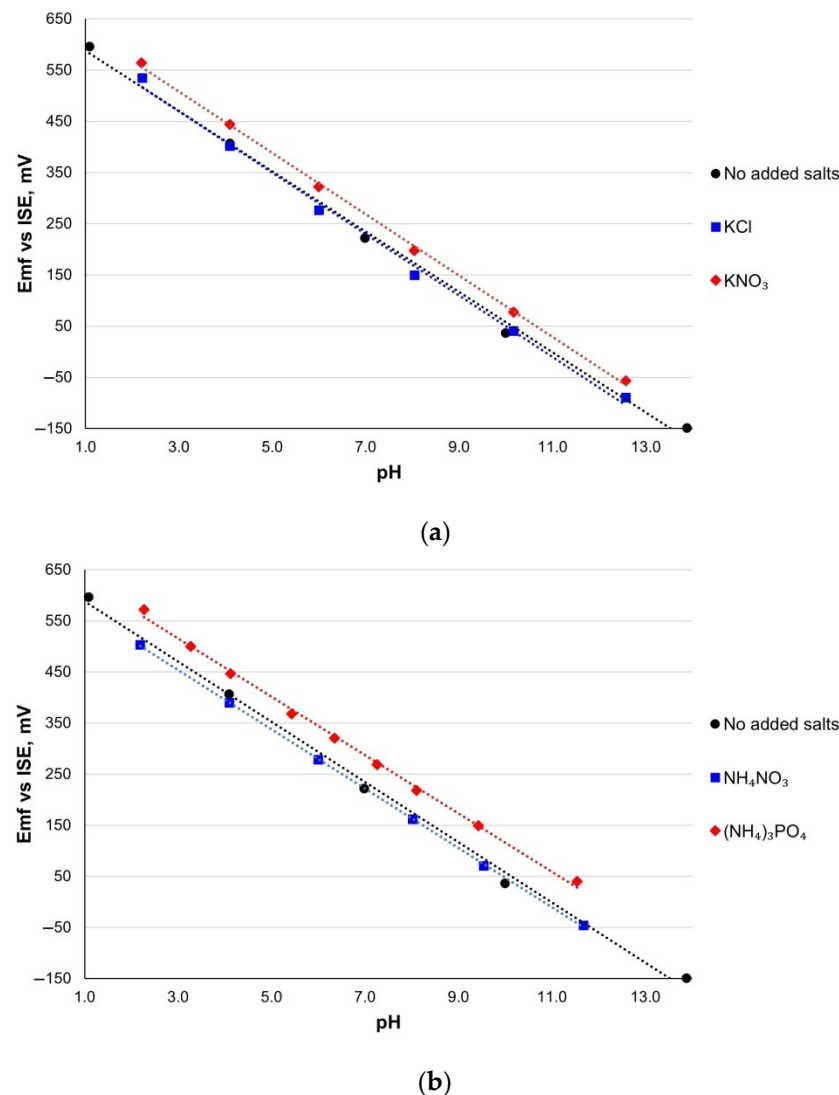 650
550
450
350
250
150
50
−50
−150
Emf vs ISE, mV
1.0 3.0 5.0 7.0 9.0 11.0 13.0
pH
No added salts
KCl
KNO₃
(a)
650
550
450
350
250
150
50
−50
−150
Emf vs ISE, mV
1.0 3.0 5.0 7.0 9.0 11.0 13.0
pH
No added salts
NH₄NO₃
(NH₄)₃PO₄
(b)